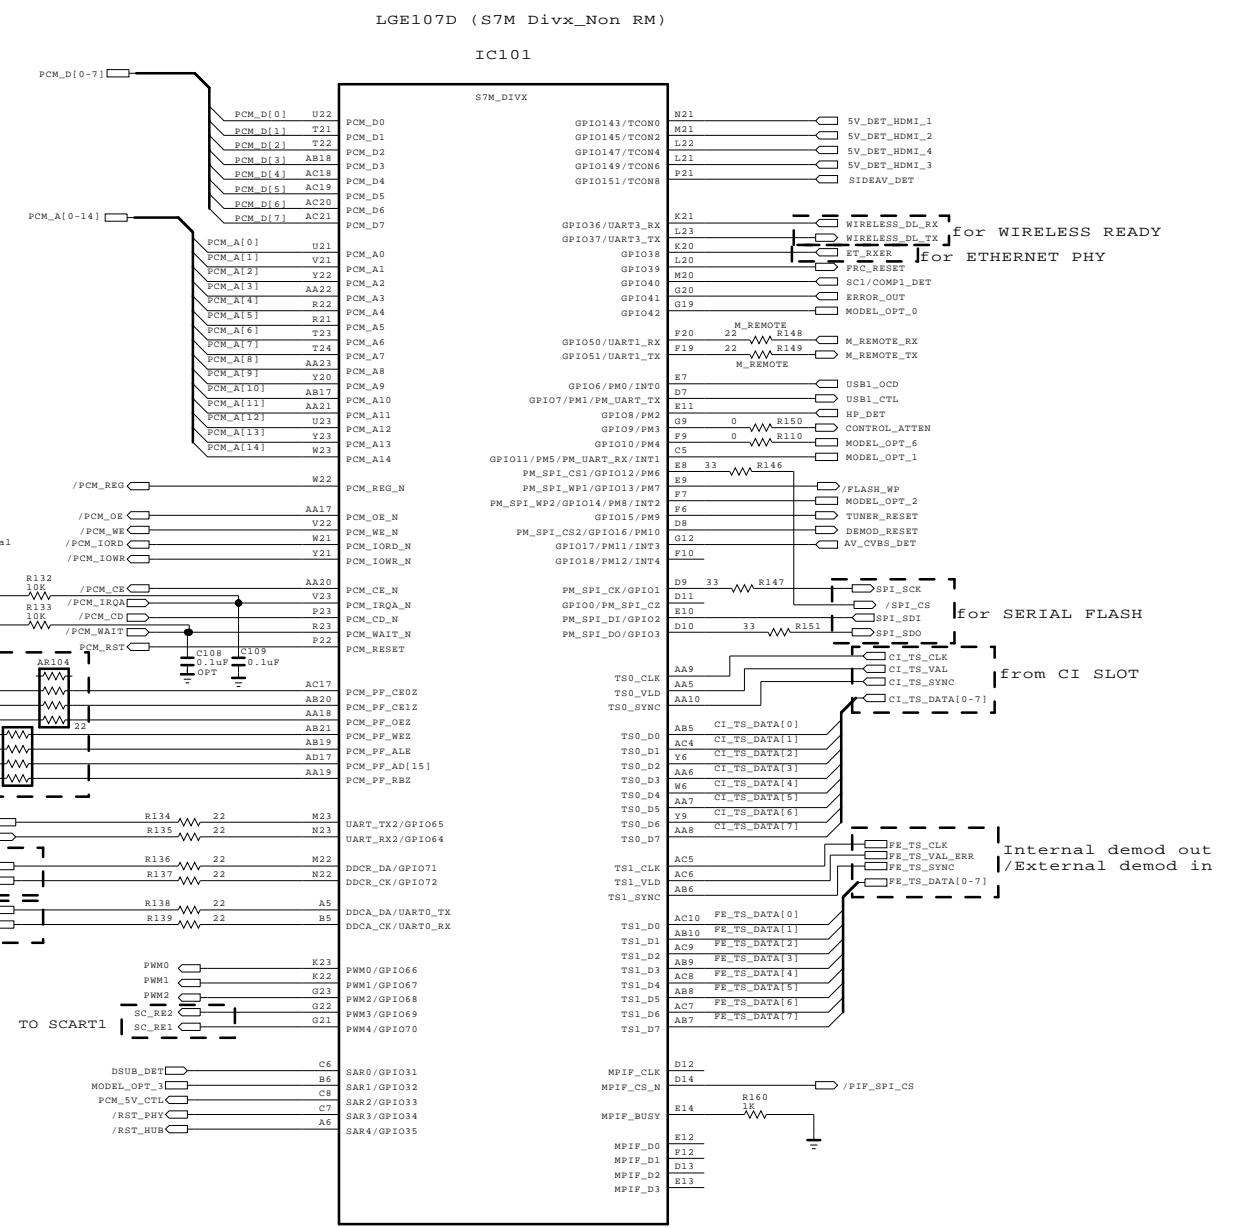 LGE107D (S7M Divx_Non RM)
IC101
S7M_DIVX
PCM_D[0-7]
PCM_D[0] U22 PCM_D0
PCM_D[1] T21 PCM_D1
PCM_D[2] T22 PCM_D2
PCM_D[3] AB18 PCM_D3
PCM_D[4] AC18 PCM_D4
PCM_D[5] AC19 PCM_D5
PCM_D[6] AC20 PCM_D6
PCM_D[7] AC21 PCM_D7
PCM_A[0-14]
PCM_A[0] U21 PCM_A0
PCM_A[1] V21 PCM_A1
PCM_A[2] Y22 PCM_A2
PCM_A[3] AA22 PCM_A3
PCM_A[4] R22 PCM_A4
PCM_A[5] R21 PCM_A5
PCM_A[6] T23 PCM_A6
PCM_A[7] T24 PCM_A7
PCM_A[8] AA23 PCM_A8
PCM_A[9] Y20 PCM_A9
PCM_A[10] AB17 PCM_A10
PCM_A[11] AA21 PCM_A11
PCM_A[12] U23 PCM_A12
PCM_A[13] Y23 PCM_A13
PCM_A[14] W23 PCM_A14
/PCM_REG W22 PCM_REG_N
/PCM_OE AA17 PCM_OE_N
/PCM_WE V22 PCM_WE_N
/PCM_IORD W21 PCM_IORD_N
/PCM_IOWR Y21 PCM_IOWR_N
al
R132
10K
R133
10K
/PCM_CE AA20 PCM_CE_N
/PCM_IRQA V23 PCM_IRQA_N
/PCM_CD P23 PCM_CD_N
/PCM_WAIT R23 PCM_WAIT_N
PCM_RST P22 PCM_RESET
C108
0.1uF
OPT
C109
0.1uF
AR104
22
AC17 PCM_PF_CE0Z
AB20 PCM_PF_CE1Z
AA18 PCM_PF_OEZ
AB21 PCM_PF_WEZ
AB19 PCM_PF_ALE
AD17 PCM_PF_AD[15]
AA19 PCM_PF_RBZ
R134 22 M23 UART_TX2/GPIO65
R135 22 N23 UART_RX2/GPIO64
R136 22 M22 DDCR_DA/GPIO71
R137 22 N22 DDCR_CK/GPIO72
R138 22 A5 DDCA_DA/UART0_TX
R139 22 B5 DDCA_CK/UART0_RX
PWM0 K23 PWM0/GPIO66
PWM1 K22 PWM1/GPIO67
PWM2 G23 PWM2/GPIO68
SC_RE2 G22 PWM3/GPIO69
SC_RE1 G21 PWM4/GPIO70
TO SCART1
DSUB_DET C6 SAR0/GPIO31
MODEL_OPT_3 B6 SAR1/GPIO32
PCM_5V_CTL C8 SAR2/GPIO33
/RST_PHY C7 SAR3/GPIO34
/RST_HUB A6 SAR4/GPIO35
GPIO143/TCON0 N21 5V_DET_HDMI_1
GPIO145/TCON2 M21 5V_DET_HDMI_2
GPIO147/TCON4 L22 5V_DET_HDMI_4
GPIO149/TCON6 L21 5V_DET_HDMI_3
GPIO151/TCON8 P21 SIDEAV_DET
GPIO36/UART3_RX K21 WIRELESS_DL_RX
GPIO37/UART3_TX L23 WIRELESS_DL_TX
for WIRELESS READY
GPIO38 K20 ET_RXER
for ETHERNET PHY
GPIO39 L20 FRC_RESET
GPIO40 M20 SC1/COMP1_DET
GPIO41 G20 ERROR_OUT
GPIO42 G19 MODEL_OPT_0
M_REMOTE
GPIO50/UART1_RX F20 22 R148 M_REMOTE_RX
GPIO51/UART1_TX F19 22 R149 M_REMOTE_TX
M_REMOTE
GPIO6/PM0/INT0 E7 USB1_OCD
GPIO7/PM1/PM_UART_TX D7 USB1_CTL
GPIO8/PM2 E11 HP_DET
GPIO9/PM3 G9 0 R150 CONTROL_ATTEN
GPIO10/PM4 F9 0 R110 MODEL_OPT_6
GPIO11/PM5/PM_UART_RX/INT1 C5 MODEL_OPT_1
PM_SPI_CS1/GPIO12/PM6 E8 33 R146
PM_SPI_WP1/GPIO13/PM7 E9 /FLASH_WP
PM_SPI_WP2/GPIO14/PM8/INT2 F7 MODEL_OPT_2
GPIO15/PM9 F6 TUNER_RESET
PM_SPI_CS2/GPIO16/PM10 D8 DEMOD_RESET
GPIO17/PM11/INT3 G12 AV_CVBS_DET
GPIO18/PM12/INT4 F10
PM_SPI_CK/GPIO1 D9 33 R147 SPI_SCK
GPIO0/PM_SPI_CZ D11 /SPI_CS
PM_SPI_DI/GPIO2 E10 SPI_SDI
PM_SPI_DO/GPIO3 D10 33 R151 SPI_SDO
for SERIAL FLASH
CI_TS_CLK
CI_TS_VAL
CI_TS_SYNC
CI_TS_DATA[0-7]
from CI SLOT
TS0_CLK AA9
TS0_VLD AA5
TS0_SYNC AA10
TS0_D0 AB5 CI_TS_DATA[0]
TS0_D1 AC4 CI_TS_DATA[1]
TS0_D2 Y6 CI_TS_DATA[2]
TS0_D3 AA6 CI_TS_DATA[3]
TS0_D4 W6 CI_TS_DATA[4]
TS0_D5 AA7 CI_TS_DATA[5]
TS0_D6 Y9 CI_TS_DATA[6]
TS0_D7 AA8 CI_TS_DATA[7]
FE_TS_CLK
FE_TS_VAL_ERR
FE_TS_SYNC
FE_TS_DATA[0-7]
Internal demod out
/External demod in
TS1_CLK AC5
TS1_VLD AC6
TS1_SYNC AB6
TS1_D0 AC10 FE_TS_DATA[0]
TS1_D1 AB10 FE_TS_DATA[1]
TS1_D2 AC9 FE_TS_DATA[2]
TS1_D3 AB9 FE_TS_DATA[3]
TS1_D4 AC8 FE_TS_DATA[4]
TS1_D5 AB8 FE_TS_DATA[5]
TS1_D6 AC7 FE_TS_DATA[6]
TS1_D7 AB7 FE_TS_DATA[7]
MPIF_CLK D12
MPIF_CS_N D14 /PIF_SPI_CS
R160
1K
MPIF_BUSY E14
MPIF_D0 E12
MPIF_D1 F12
MPIF_D2 D13
MPIF_D3 E13